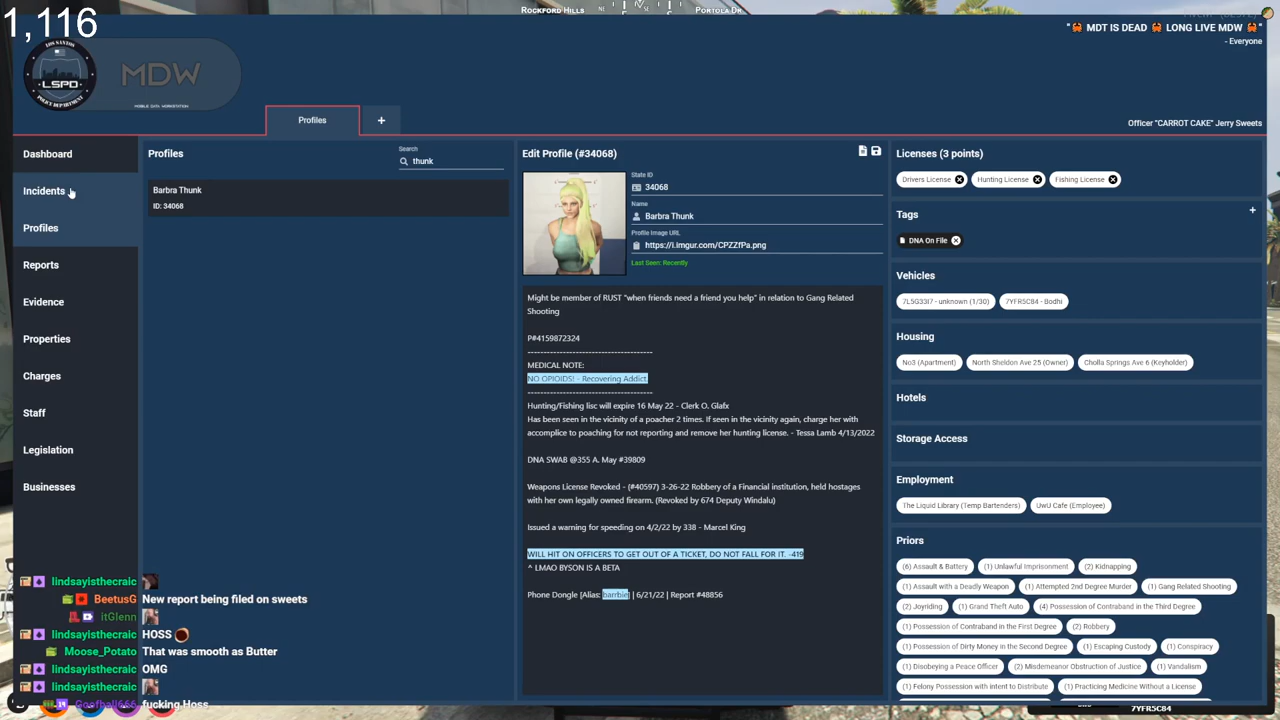 ROCKFORD HILLS
PORTOLA DR
1,116
LOS SANTOS
LSPD
POLICE DEPARTMENT
MDW
MOBILE DATA WORKSTATION
" MDT IS DEAD LONG LIVE MDW "
- Everyone
Profiles
+
Officer "CARROT CAKE" Jerry Sweets
Dashboard
Incidents
Profiles
Reports
Evidence
Properties
Charges
Staff
Legislation
Businesses
Profiles
Search
thunk
Barbra Thunk
ID: 34068
Edit Profile (#34068)
State ID
34068
Name
Barbra Thunk
Profile Image URL
https://i.imgur.com/CPZZfPa.png
Last Seen: Recently
Might be member of RUST "when friends need a friend you help" in relation to Gang Related
Shooting
P#4159872324
----------------------------------------
MEDICAL NOTE:
NO OPIOIDS! - Recovering Addict
----------------------------------------
Hunting/Fishing lisc will expire 16 May 22 - Clerk O. Glafx
Has been seen in the vicinity of a poacher 2 times. If seen in the vicinity again, charge her with
accomplice to poaching for not reporting and remove her hunting license. - Tessa Lamb 4/13/2022
DNA SWAB @355 A. May #39809
Weapons License Revoked - (#40597) 3-26-22 Robbery of a Financial institution, held hostages
with her own legally owned firearm. (Revoked by 674 Deputy Windalu)
Issued a warning for speeding on 4/2/22 by 338 - Marcel King
WILL HIT ON OFFICERS TO GET OUT OF A TICKET, DO NOT FALL FOR IT. -419
^ LMAO BYSON IS A BETA
Phone Dongle [Alias: barrbie] | 6/21/22 | Report #48856
Licenses (3 points)
Drivers License
Hunting License
Fishing License
Tags
+
DNA On File
Vehicles
7LSG33I7 - unknown (1/30)
7YFR5C84 - Bodhi
Housing
No3 (Apartment)
North Sheldon Ave 25 (Owner)
Cholla Springs Ave 6 (Keyholder)
Hotels
Storage Access
Employment
The Liquid Library (Temp Bartenders)
UwU Cafe (Employee)
Priors
(6) Assault & Battery
(1) Unlawful Imprisonment
(2) Kidnapping
(1) Assault with a Deadly Weapon
(1) Attempted 2nd Degree Murder
(1) Gang Related Shooting
(2) Joyriding
(1) Grand Theft Auto
(4) Possession of Contraband in the Third Degree
(1) Possession of Contraband in the First Degree
(2) Robbery
(1) Possession of Dirty Money in the Second Degree
(1) Escaping Custody
(1) Conspiracy
(1) Disobeying a Peace Officer
(2) Misdemeanor Obstruction of Justice
(1) Vandalism
(1) Felony Possession with intent to Distribute
(1) Practicing Medicine Without a License
7YFR5C84
lindsayisthecraic
BeetusG New report being filed on sweets
itGlenn
lindsayisthecraic HOSS
Moose_Potato That was smooth as Butter
lindsayisthecraic OMG
lindsayisthecraic
Goofball666 fucking Hoss